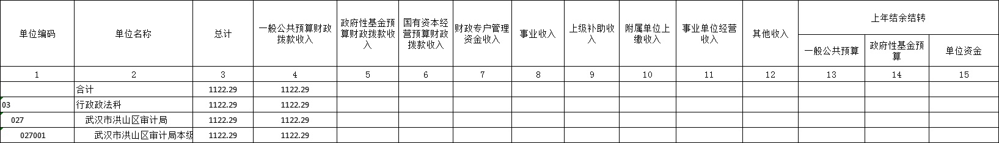 单位编码 单位名称 总计 一般公共预算财政拨款收入 政府性基金预算财政拨款收入 国有资本经营预算财政拨款收入 财政专户管理资金收入 事业收入 上级补助收入 附属单位上缴收入 事业单位经营收入 其他收入 上年结余结转
一般公共预算 政府性基金预算 单位资金
1 2 3 4 5 6 7 8 9 10 11 12 13 14 15
合计 1122.29 1122.29
03 行政政法科 1122.29 1122.29
027 武汉市洪山区审计局 1122.29 1122.29
027001 武汉市洪山区审计局本级 1122.29 1122.29